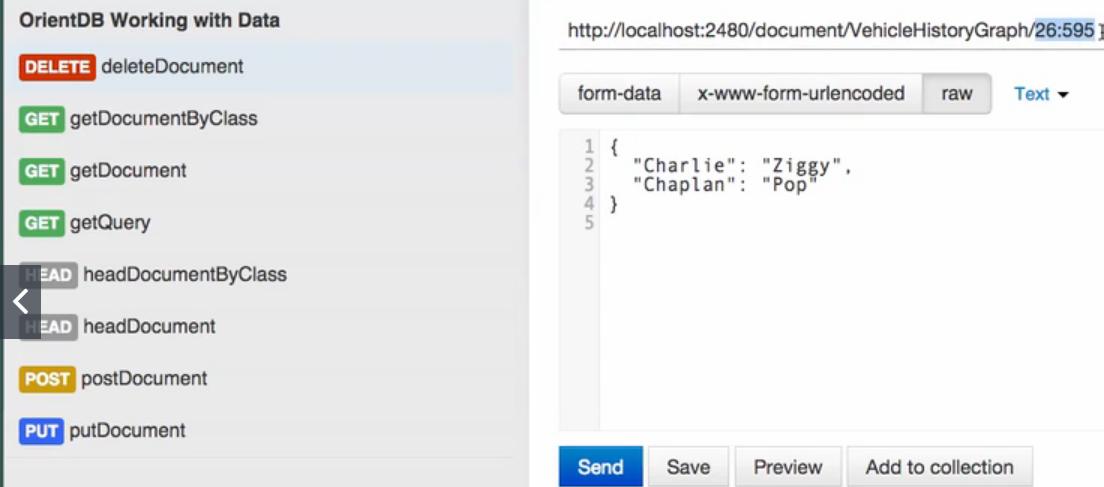 OrientDB Working with Data
DELETE deleteDocument
GET getDocumentByClass
GET getDocument
GET getQuery
HEAD headDocumentByClass
HEAD headDocument
POST postDocument
PUT putDocument
http://localhost:2480/document/VehicleHistoryGraph/26:595
form-data x-www-form-urlencoded raw Text
1 {
2 "Charlie": "Ziggy",
3 "Chaplan": "Pop"
4 }
5
Send Save Preview Add to collection